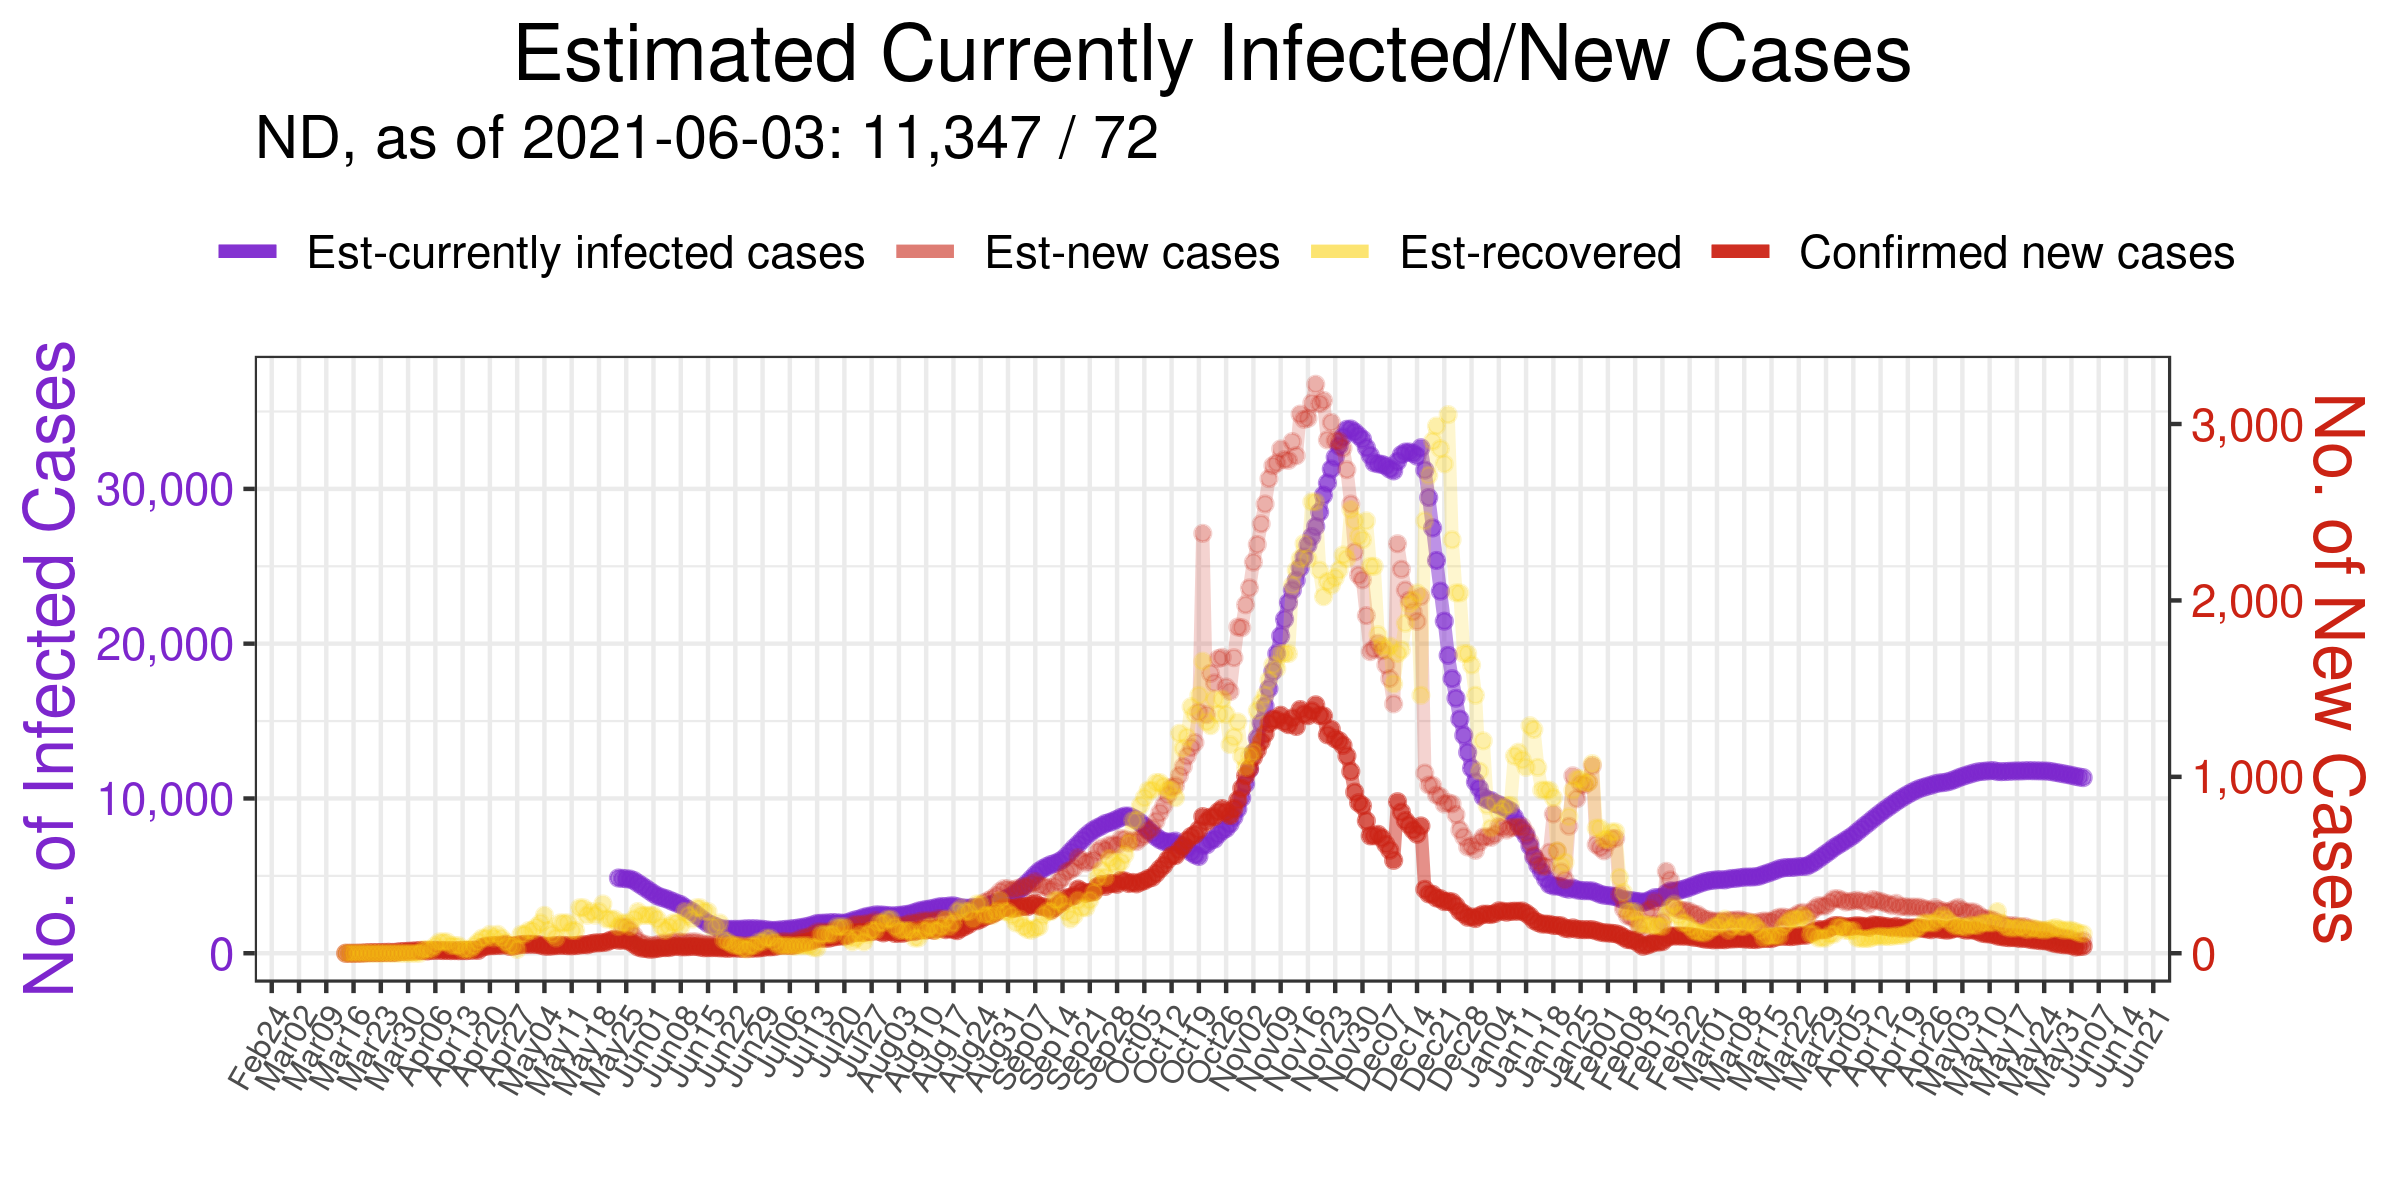 Estimated Currently Infected/New Cases
ND, as of 2021-06-03: 11,347 / 72
Est-currently infected cases Est-new cases Est-recovered Confirmed new cases
No. of Infected Cases
30,000
20,000
10,000
0
3,000
2,000
1,000
0
No. of New Cases
Feb24 Mar02 Mar09 Mar16 Mar23 Mar30 Apr06 Apr13 Apr20 Apr27 May04 May11 May18 May25 Jun01 Jun08 Jun15 Jun22 Jun29 Jul06 Jul13 Jul20 Jul27 Aug03 Aug10 Aug17 Aug24 Aug31 Sep07 Sep14 Sep21 Sep28 Oct05 Oct12 Oct19 Oct26 Nov02 Nov09 Nov16 Nov23 Nov30 Dec07 Dec14 Dec21 Dec28 Jan04 Jan11 Jan18 Jan25 Feb01 Feb08 Feb15 Feb22 Mar01 Mar08 Mar15 Mar22 Mar29 Apr05 Apr12 Apr19 Apr26 May03 May10 May17 May24 May31 Jun07 Jun14 Jun21